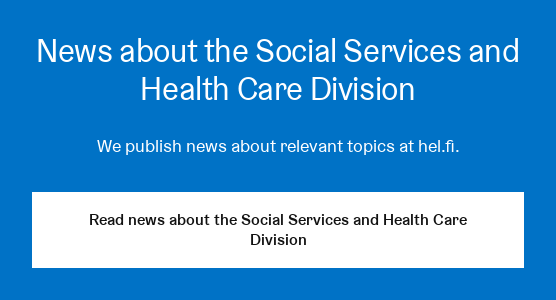 News about the Social Services and
Health Care Division
We publish news about relevant topics at hel.fi.
Read news about the Social Services and Health Care
Division